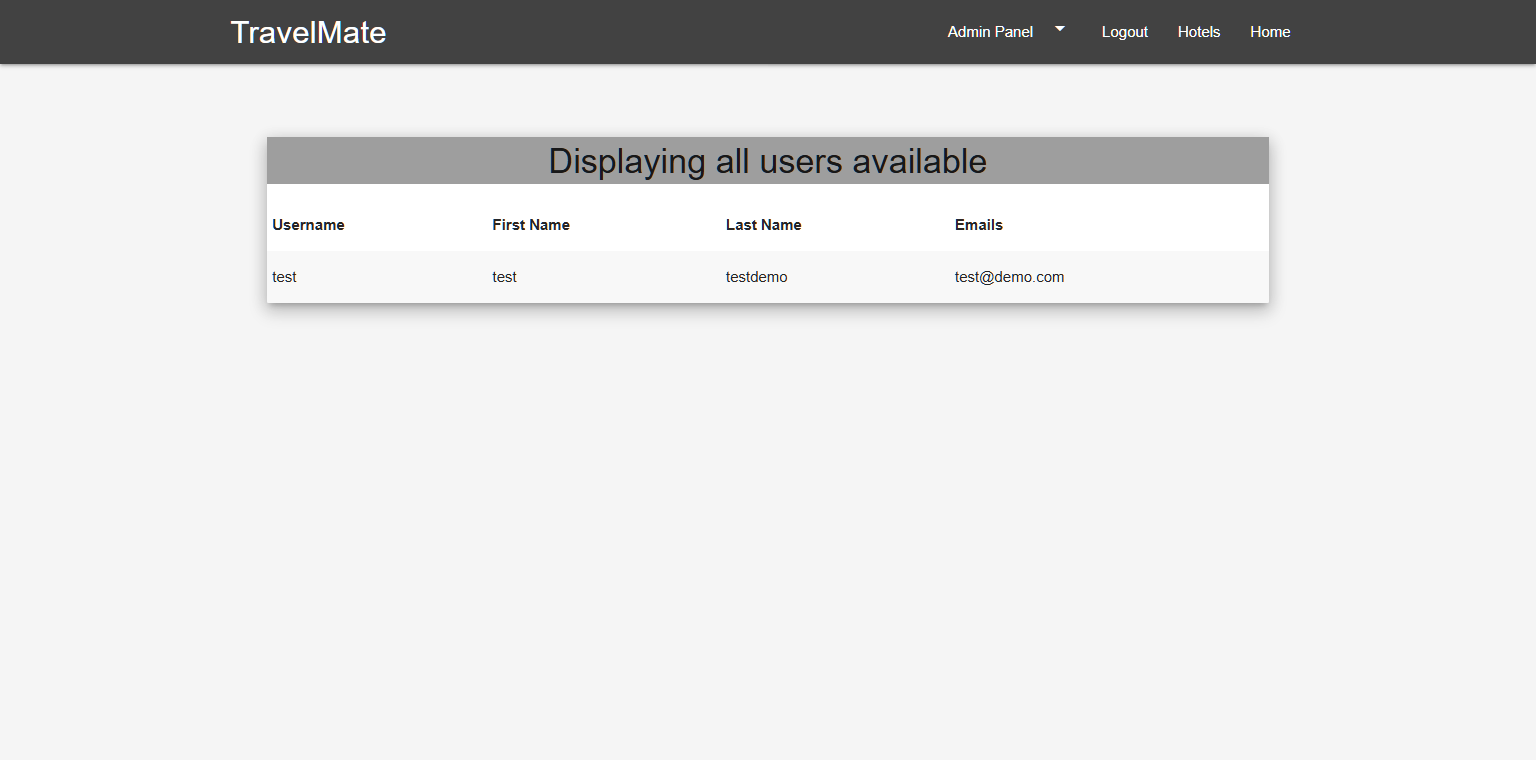 TravelMate Admin Panel Logout Hotels Home
Displaying all users available
Username First Name Last Name Emails
test test testdemo test@demo.com